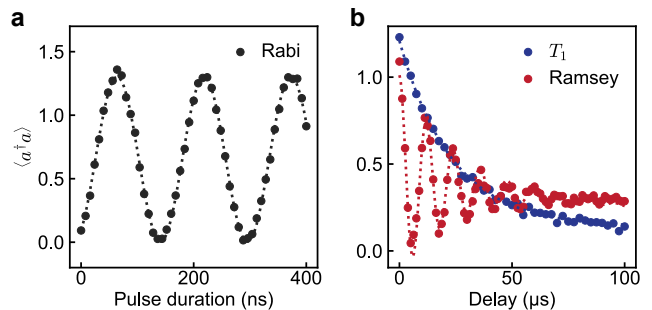 a
Rabi
1.5
1.0
0.5
0.0
⟨a†a⟩
0
200
400
Pulse duration (ns)
b
T₁
Ramsey
1.0
0.5
0.0
0
50
100
Delay (μs)